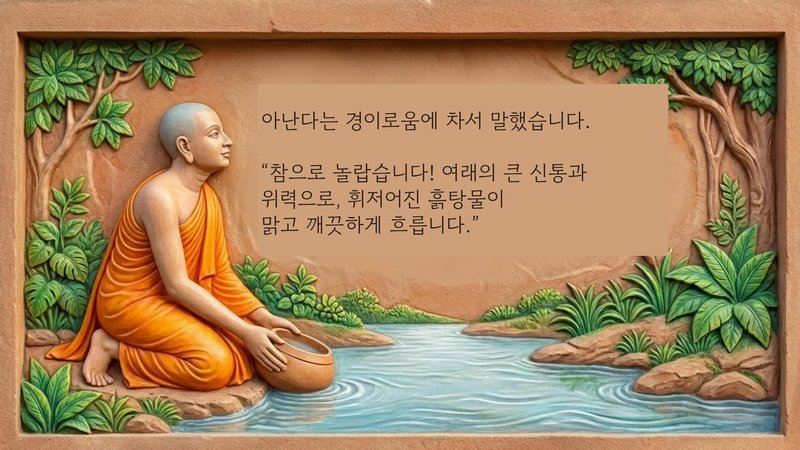 아난다는 경이로움에 차서 말했습니다.
“참으로 놀랍습니다! 여래의 큰 신통과
위력으로, 휘저어진 흙탕물이
맑고 깨끗하게 흐릅니다.”